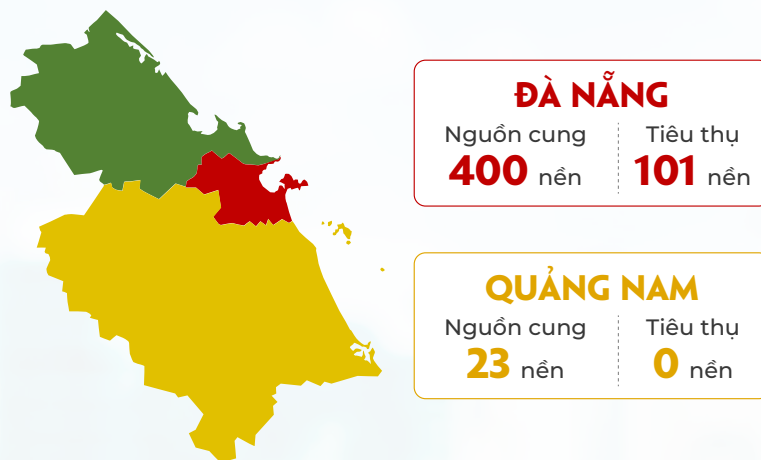 ĐÀ NẴNG
Nguồn cung
400 nền
Tiêu thụ
101 nền
QUẢNG NAM
Nguồn cung
23 nền
Tiêu thụ
0 nền